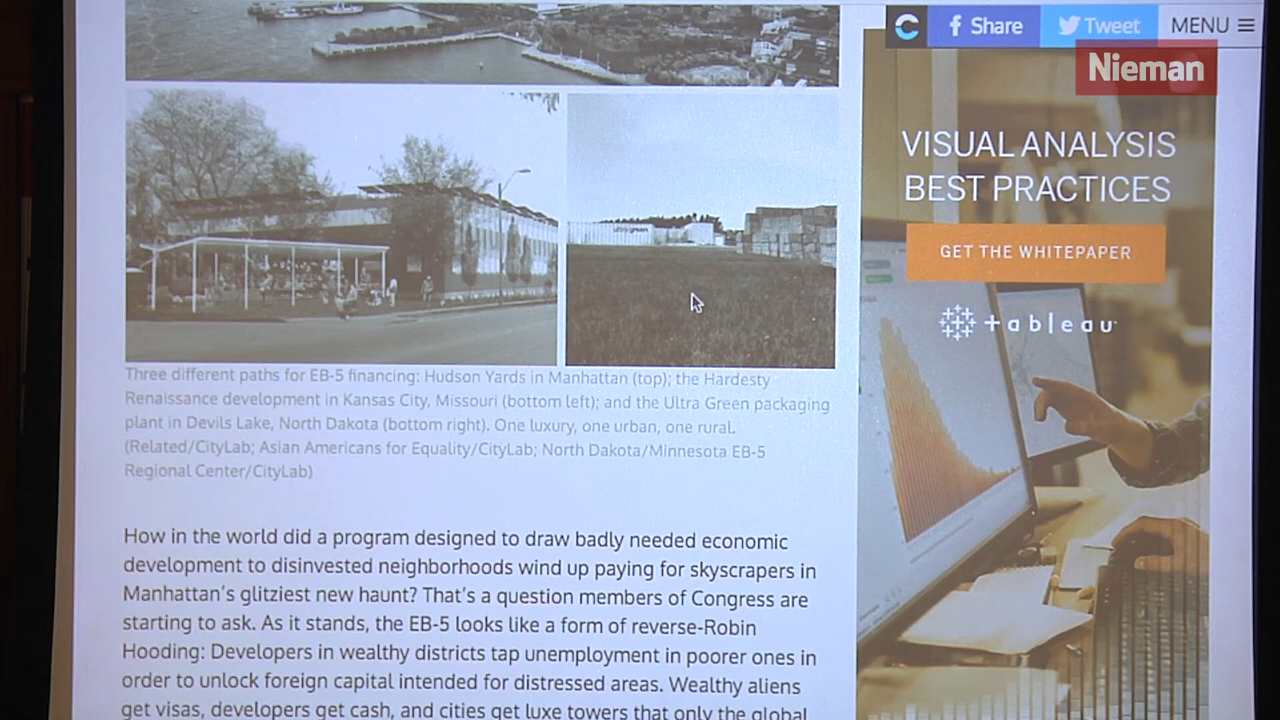 Share
Tweet
MENU
Nieman
VISUAL ANALYSIS
BEST PRACTICES
GET THE WHITEPAPER
+ableau
Three different paths for EB-5 financing: Hudson Yards in Manhattan (top); the Hardesty
Renaissance development in Kansas City, Missouri (bottom left); and the Ultra Green packaging
plant in Devils Lake, North Dakota (bottom right). One luxury, one urban, one rural.
(Related/CityLab; Asian Americans for Equality/CityLab; North Dakota/Minnesota EB-5
Regional Center/CityLab)
How in the world did a program designed to draw badly needed economic
development to disinvested neighborhoods wind up paying for skyscrapers in
Manhattan's glitziest new haunt? That's a question members of Congress are
starting to ask. As it stands, the EB-5 looks like a form of reverse-Robin
Hooding: Developers in wealthy districts tap unemployment in poorer ones in
order to unlock foreign capital intended for distressed areas. Wealthy aliens
get visas, developers get cash, and cities get luxe towers that only the global